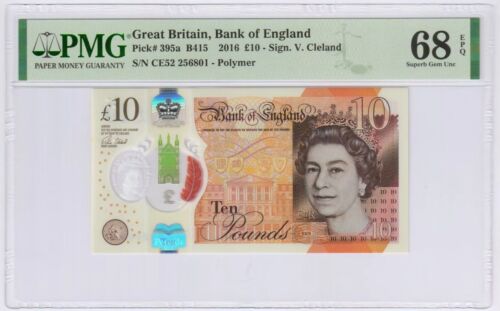 PMG
PAPER MONEY GUARANTY
Great Britain, Bank of England
Pick# 395a B415 2016 £10 - Sign. V. Cleland
S/N CE52 256801 - Polymer
68 EPQ
Superb Gem Unc
£10
Bank of England
10
Ten
Pounds
10